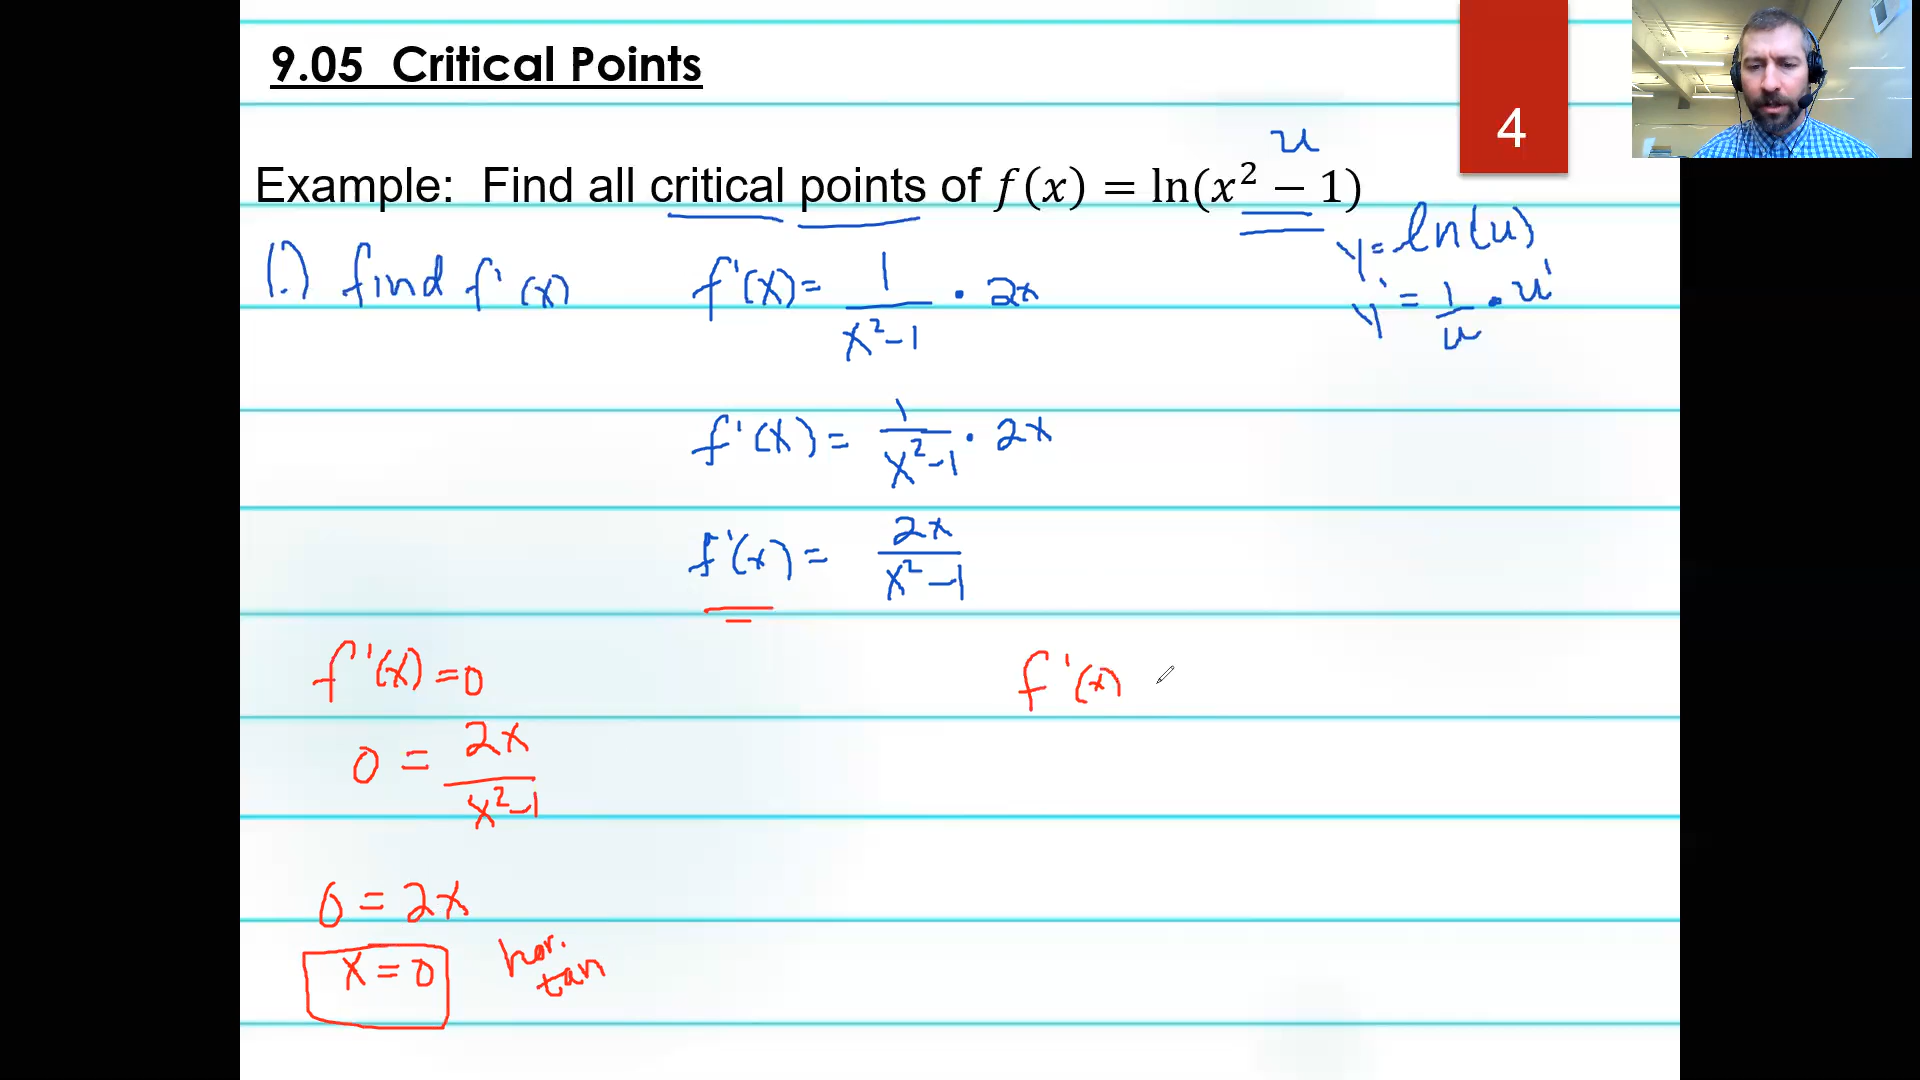 9.05 Critical Points
4
u
Example: Find all critical points of f(x) = ln(x² − 1)
y = ln(u)
1.) find f'(x) f'(x) = 1/(x²-1) · 2x
y' = 1/u · u'
f'(x) = 1/(x²-1) · 2x
f'(x) = 2x/(x²-1)
f'(x) = 0 f'(x)
0 = 2x/(x²-1)
0 = 2x
x = 0 hor. tan